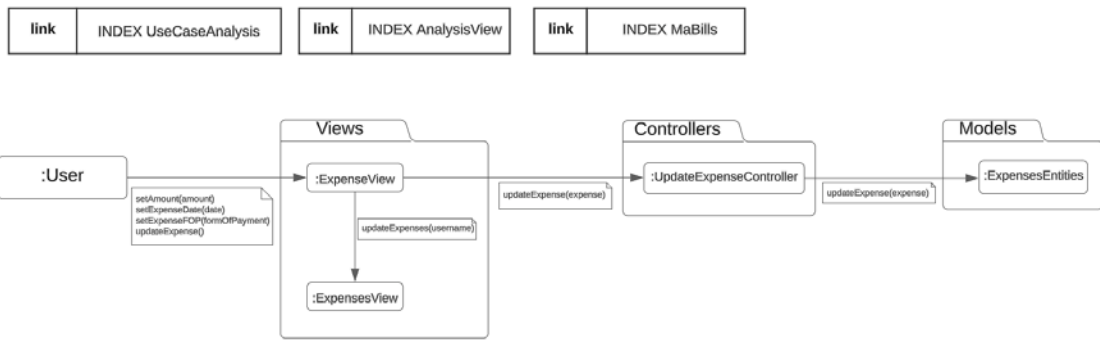 link INDEX UseCaseAnalysis
link INDEX AnalysisView
link INDEX MaBills
Views
Controllers
Models
:User
:ExpenseView
:UpdateExpenseController
:ExpensesEntities
setAmount(amount)
setExpenseDate(date)
setExpenseFOP(formOfPayment)
updateExpense()
updateExpense(expense)
updateExpense(expense)
updateExpenses(username)
:ExpensesView